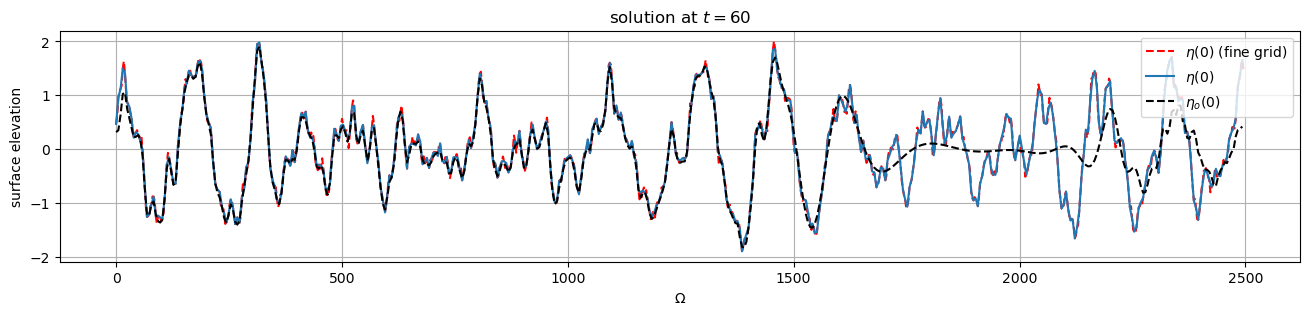 solution at t = 60
surface elevation
2
1
0
−1
−2
η(0) (fine grid)
η(0)
ηₒ(0)
0
500
1000
1500
2000
2500
Ω